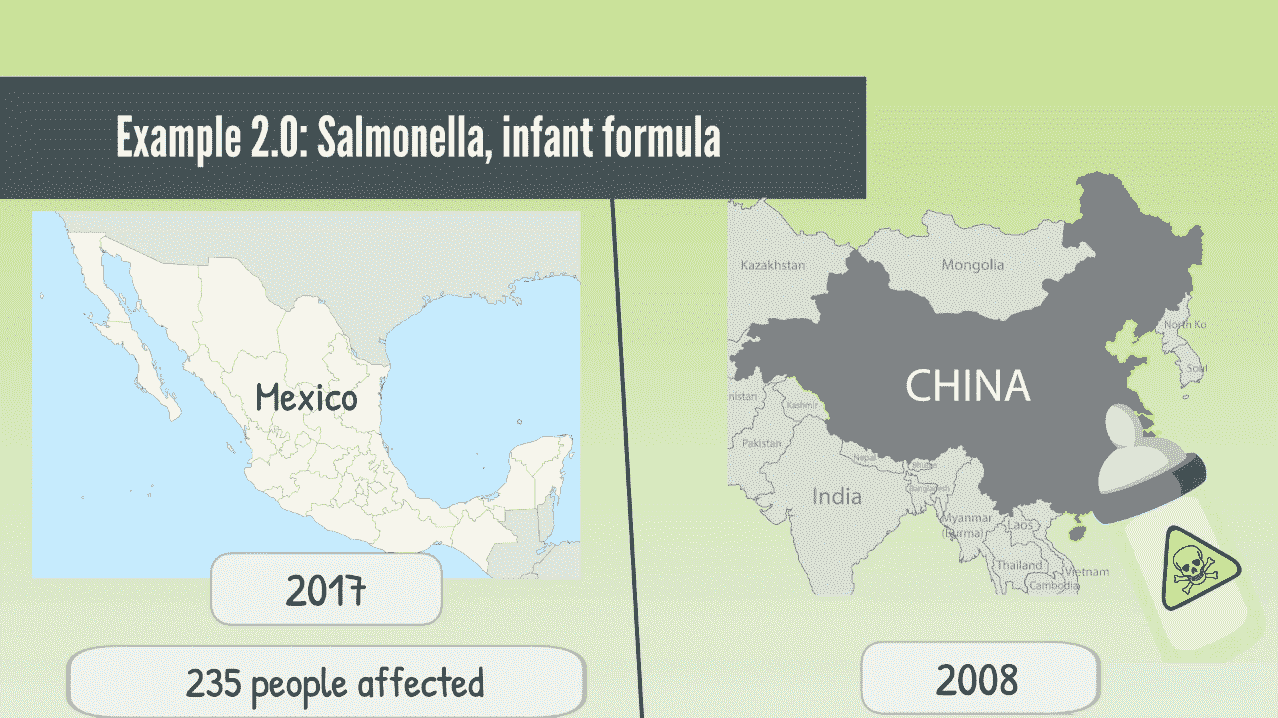 Example 2.0: Salmonella, infant formula
Mexico
2017
235 people affected
Kazakhstan
Mongolia
North Ko
CHINA
nistan
Kashmir
Pakistan
Nepal
India
Myanmar
(Burma)
Laos
Thailand
Vietnam
Cambodia
2008